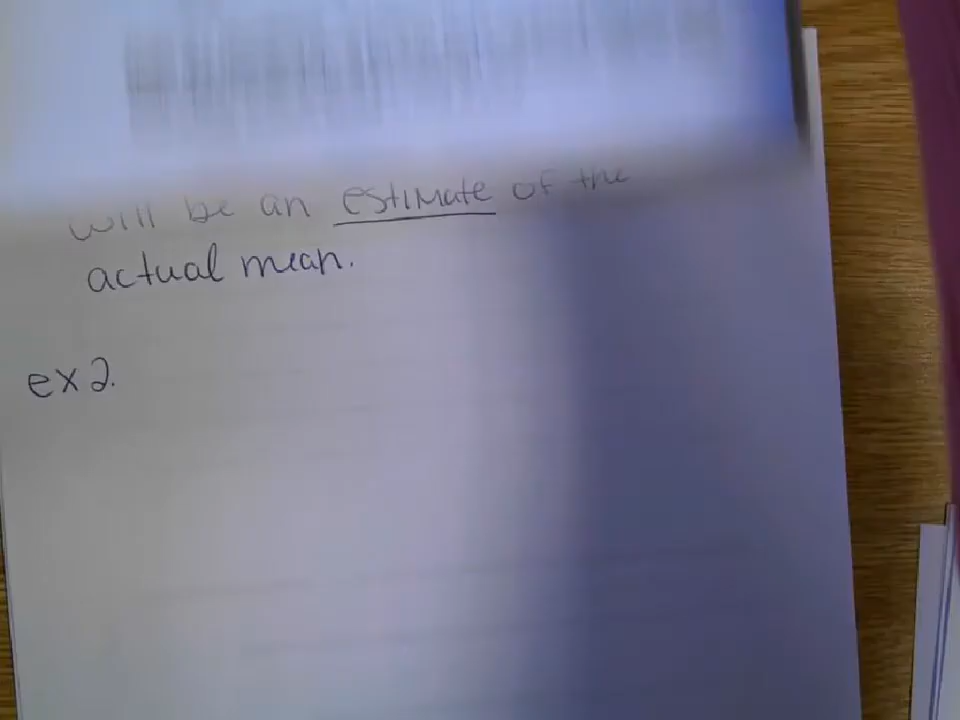 will be an estimate of the
actual mean.
ex 2.